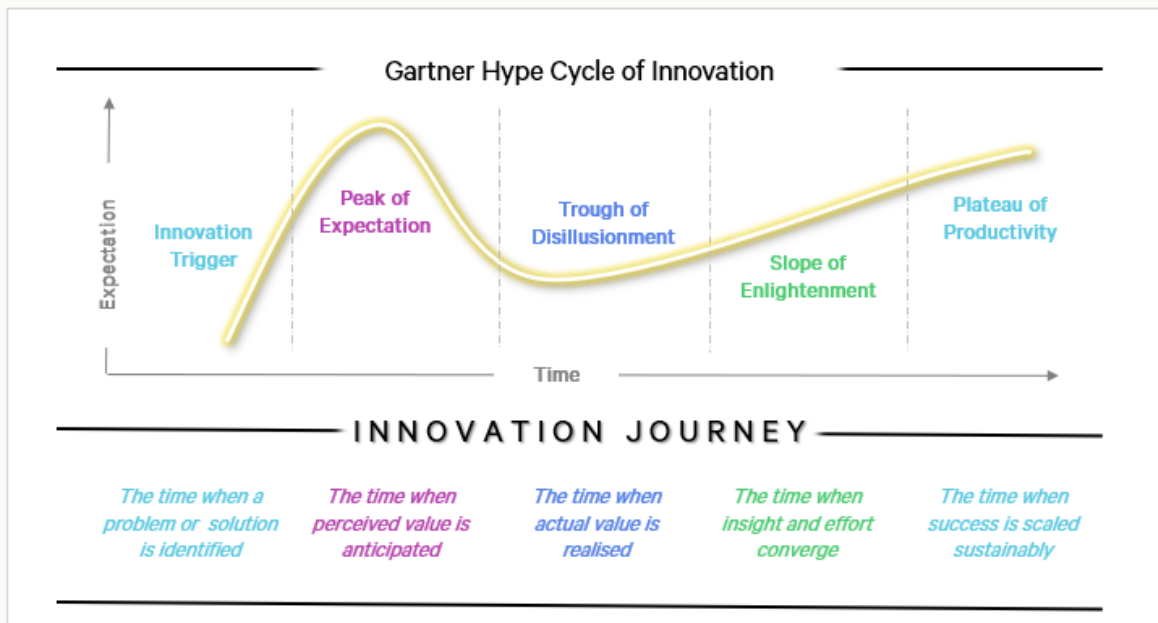 Gartner Hype Cycle of Innovation
Expectation
Innovation
Trigger
Peak of
Expectation
Trough of
Disillusionment
Slope of
Enlightenment
Plateau of
Productivity
Time
INNOVATION JOURNEY
The time when a
problem or solution
is identified
The time when
perceived value is
anticipated
The time when
actual value is
realised
The time when
insight and effort
converge
The time when
success is scaled
sustainably